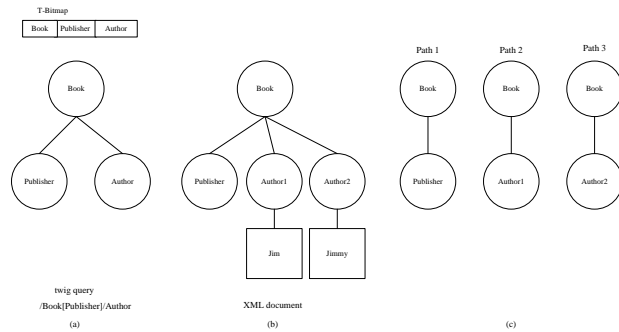 T-Bitmap
Book Publisher Author
Path 1 Path 2 Path 3
Book Book Book Book Book
Publisher Author Publisher Author1 Author2 Publisher Author1 Author2
Jim Jimmy
twig query
/Book[Publisher]/Author XML document
(a) (b) (c)